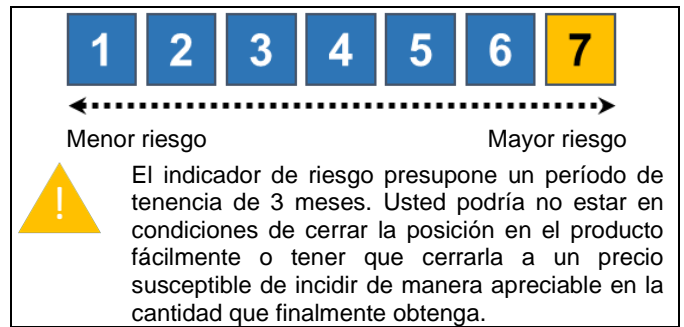 1 2 3 4 5 6 7
Menor riesgo Mayor riesgo
!
El indicador de riesgo presupone un período de
tenencia de 3 meses. Usted podría no estar en
condiciones de cerrar la posición en el producto
fácilmente o tener que cerrarla a un precio
susceptible de incidir de manera apreciable en la
cantidad que finalmente obtenga.